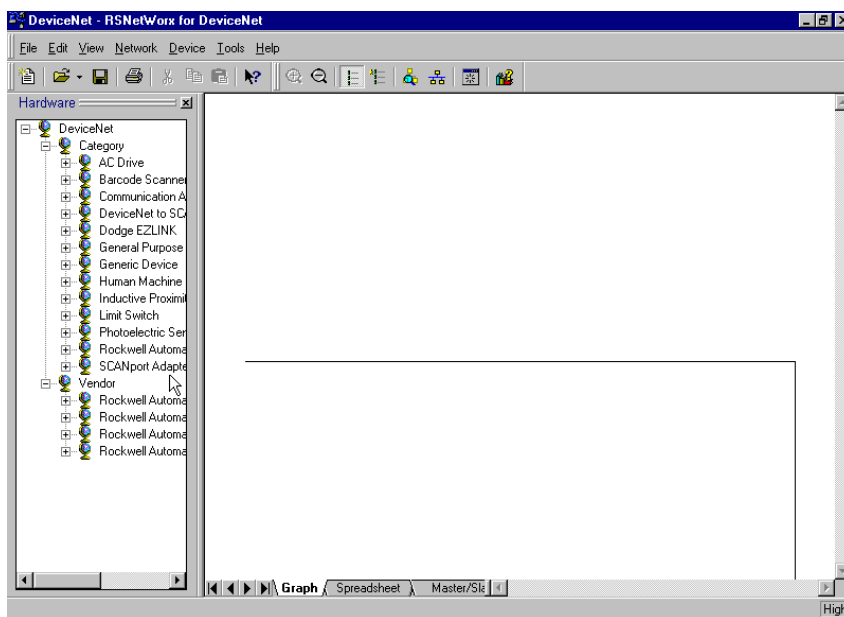 DeviceNet - RSNetWorx for DeviceNet
File Edit View Network Device Tools Help
Hardware
DeviceNet
Category
AC Drive
Barcode Scanner
Communication A
DeviceNet to SCA
Dodge EZLINK
General Purpose
Generic Device
Human Machine
Inductive Proximit
Limit Switch
Photoelectric Ser
Rockwell Automa
SCANport Adapte
Vendor
Rockwell Automa
Rockwell Automa
Rockwell Automa
Rockwell Automa
Graph Spreadsheet Master/Sla
High